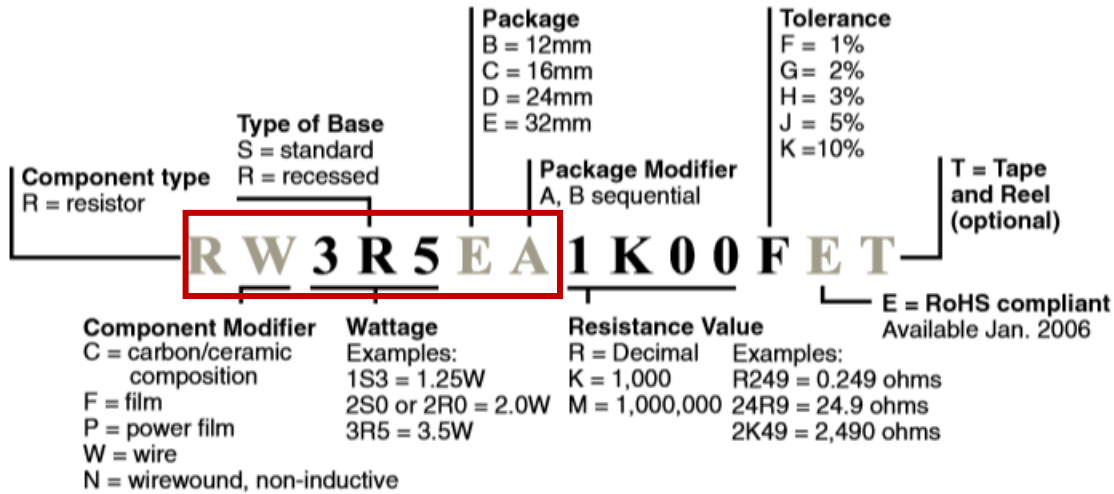 Package
B = 12mm
C = 16mm
D = 24mm
E = 32mm
Tolerance
F = 1%
G= 2%
H= 3%
J = 5%
K =10%
Type of Base
S = standard
R = recessed
Component type
R = resistor
Package Modifier
A, B sequential
T = Tape
and Reel
(optional)
R W 3 R 5 E A 1 K 0 0 F E T
E = RoHS compliant
Available Jan. 2006
Component Modifier
C = carbon/ceramic
composition
F = film
P = power film
W = wire
N = wirewound, non-inductive
Wattage
Examples:
1S3 = 1.25W
2S0 or 2R0 = 2.0W
3R5 = 3.5W
Resistance Value
R = Decimal
K = 1,000
M = 1,000,000
Examples:
R249 = 0.249 ohms
24R9 = 24.9 ohms
2K49 = 2,490 ohms